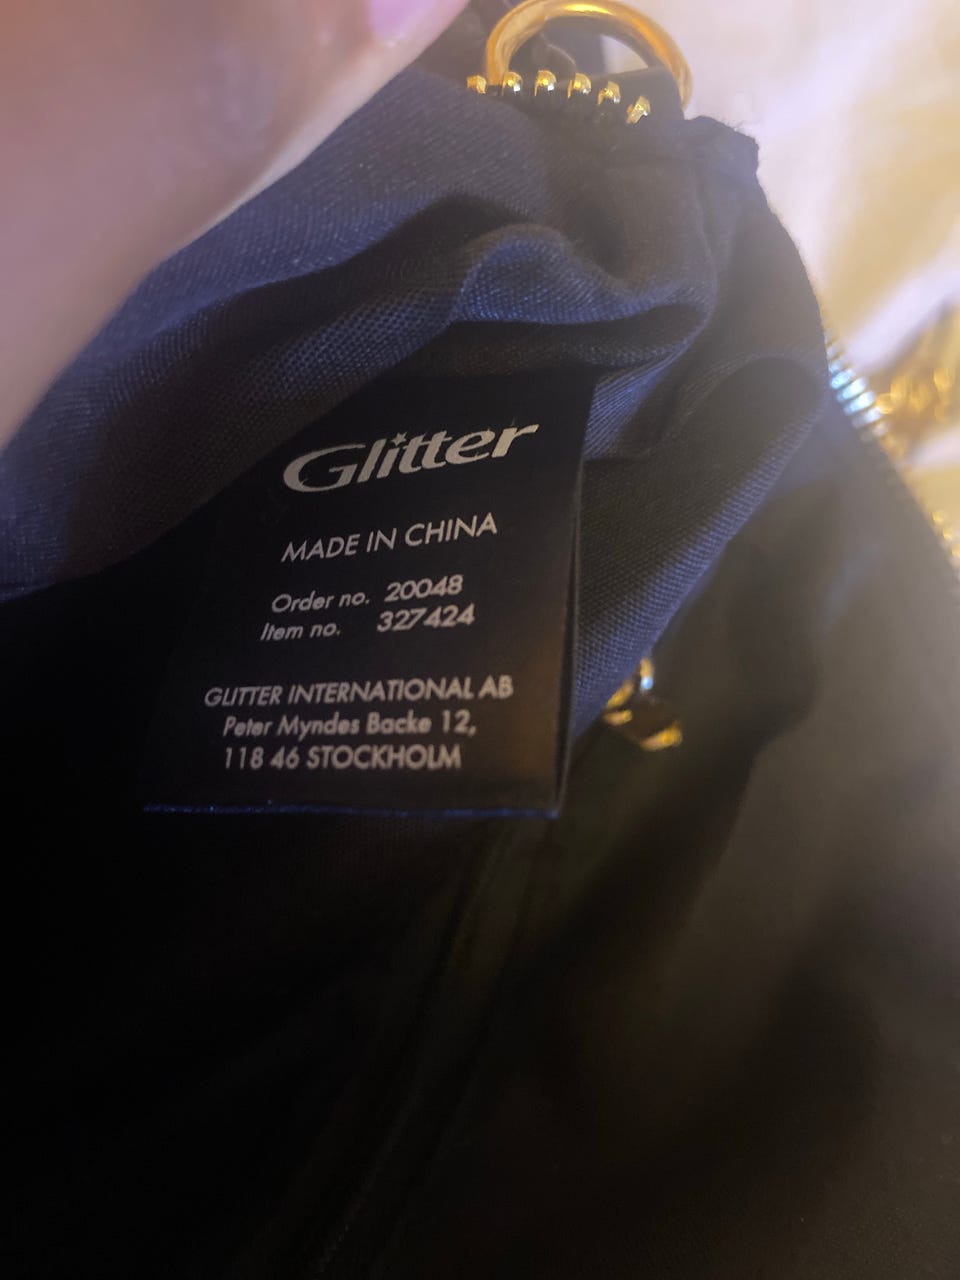 Glitter
MADE IN CHINA
Order no. 20048
Item no. 327424
GLITTER INTERNATIONAL AB
Peter Myndes Backe 12,
118 46 STOCKHOLM